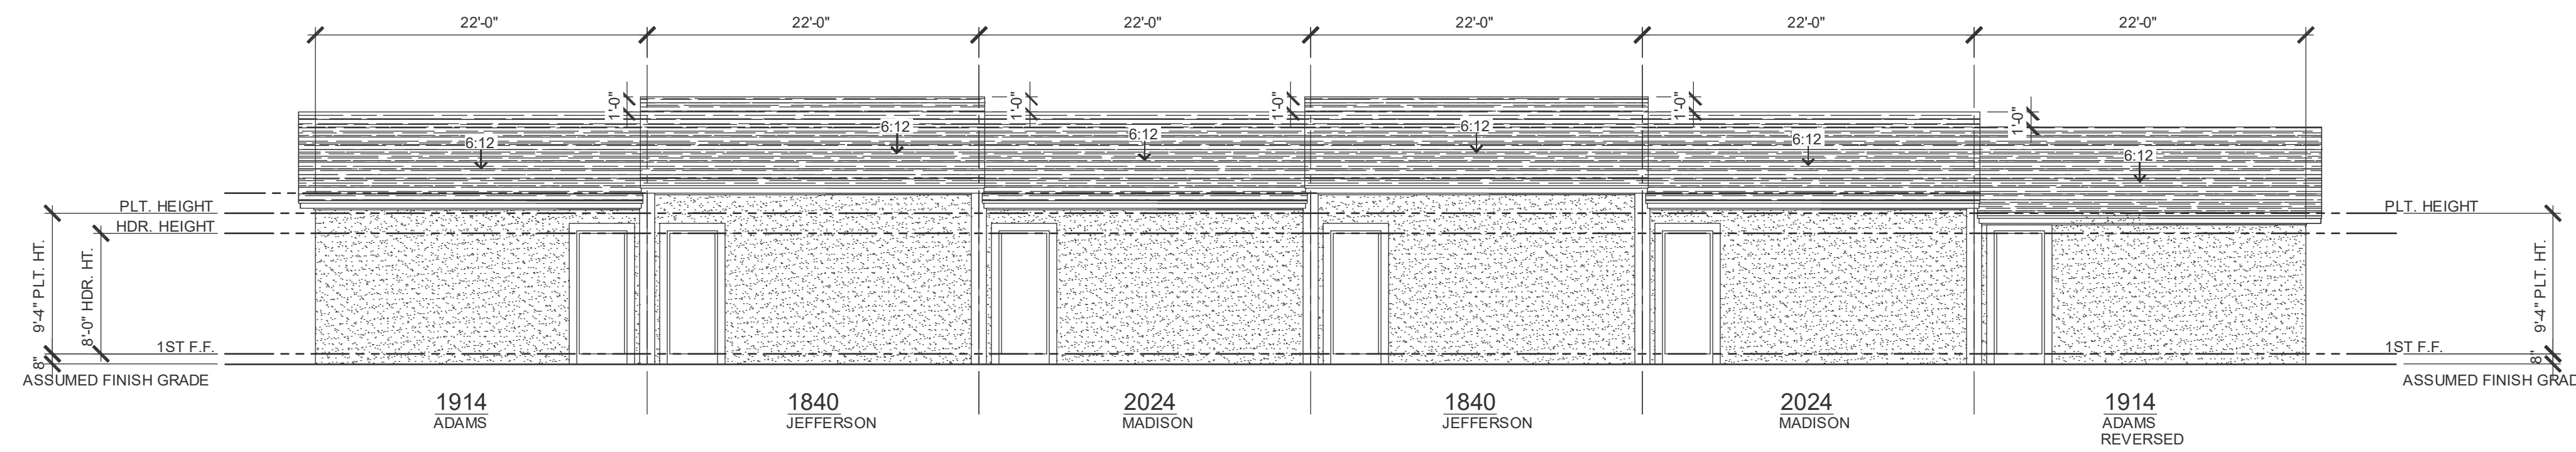 22'-0" 22'-0" 22'-0" 22'-0" 22'-0" 22'-0"
1'-0" 1'-0" 1'-0" 1'-0" 1'-0"
6:12 6:12 6:12 6:12 6:12 6:12
PLT. HEIGHT PLT. HEIGHT
HDR. HEIGHT
9'-4" PLT. HT. 8'-0" HDR. HT. 9'-4" PLT. HT.
1ST F.F. 1ST F.F.
8" 8"
ASSUMED FINISH GRADE ASSUMED FINISH GRAD
1914 1840 2024 1840 2024 1914
ADAMS JEFFERSON MADISON JEFFERSON MADISON ADAMS
REVERSED